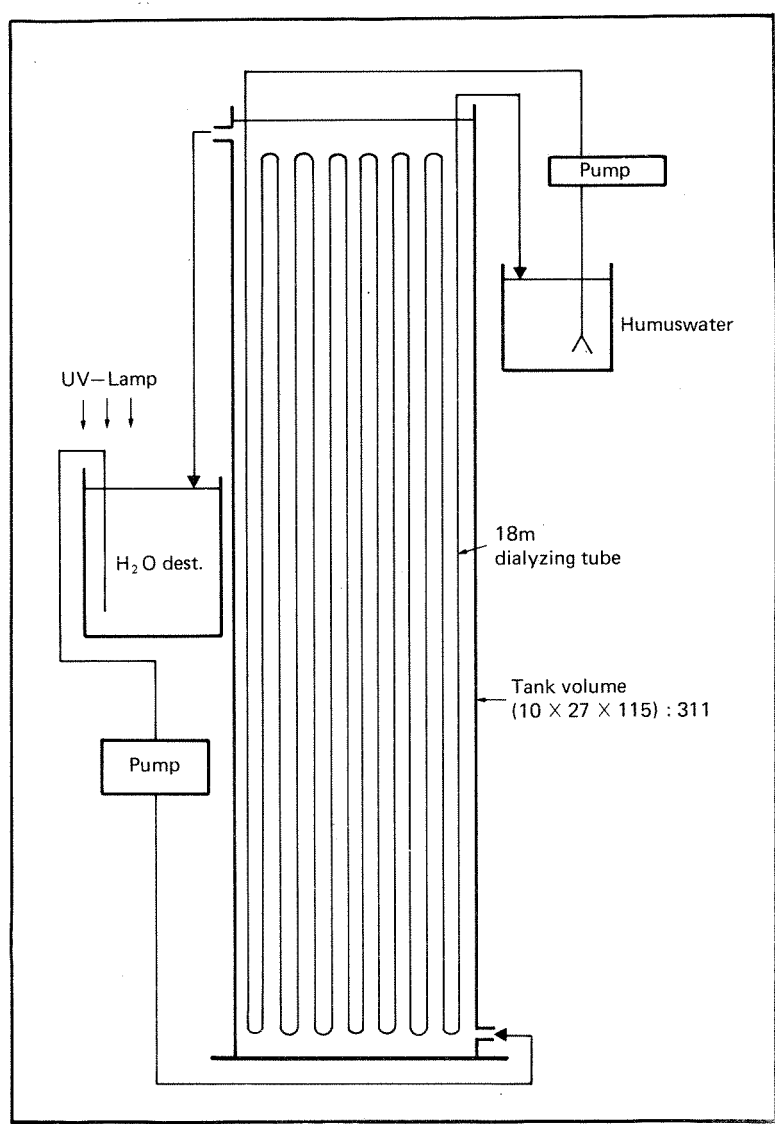 Pump
Humuswater
UV–Lamp
H₂O dest.
18m
dialyzing tube
Tank volume
(10 × 27 × 115) : 311
Pump